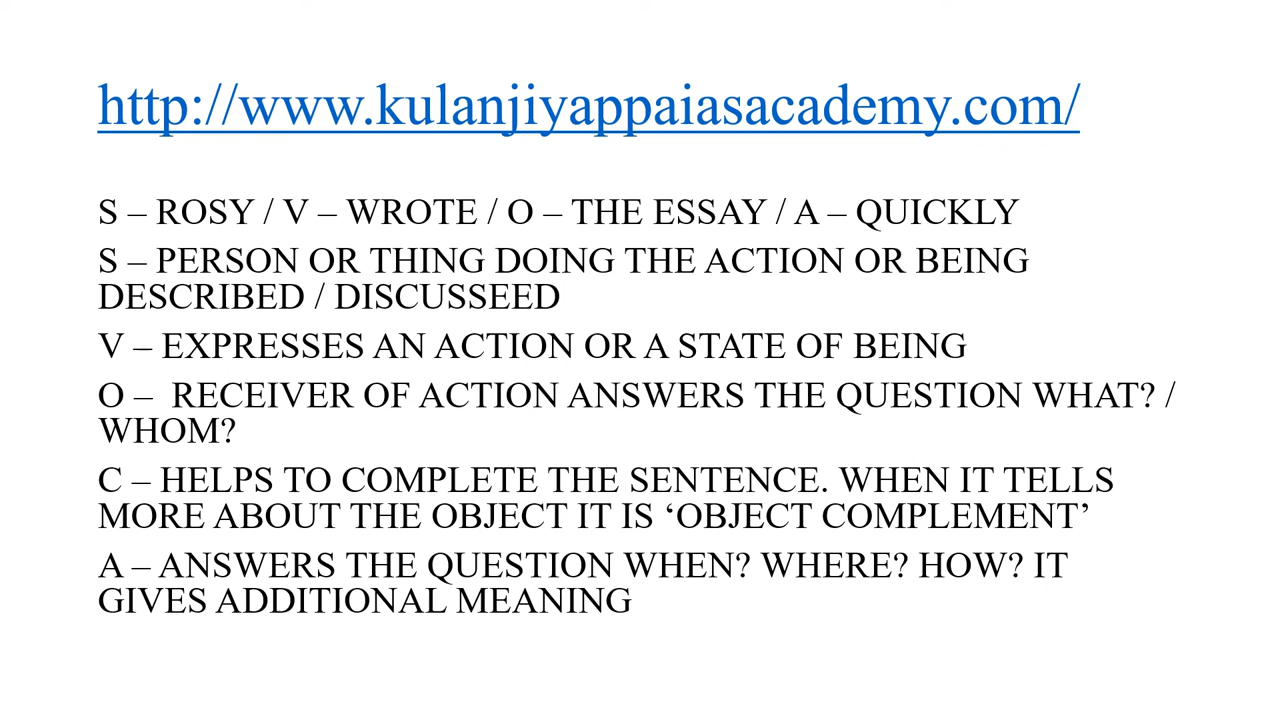 http://www.kulanjiyappaiasacademy.com/
S – ROSY / V – WROTE / O – THE ESSAY / A – QUICKLY
S – PERSON OR THING DOING THE ACTION OR BEING
DESCRIBED / DISCUSSEED
V – EXPRESSES AN ACTION OR A STATE OF BEING
O – RECEIVER OF ACTION ANSWERS THE QUESTION WHAT? /
WHOM?
C – HELPS TO COMPLETE THE SENTENCE. WHEN IT TELLS
MORE ABOUT THE OBJECT IT IS ‘OBJECT COMPLEMENT’
A – ANSWERS THE QUESTION WHEN? WHERE? HOW? IT
GIVES ADDITIONAL MEANING